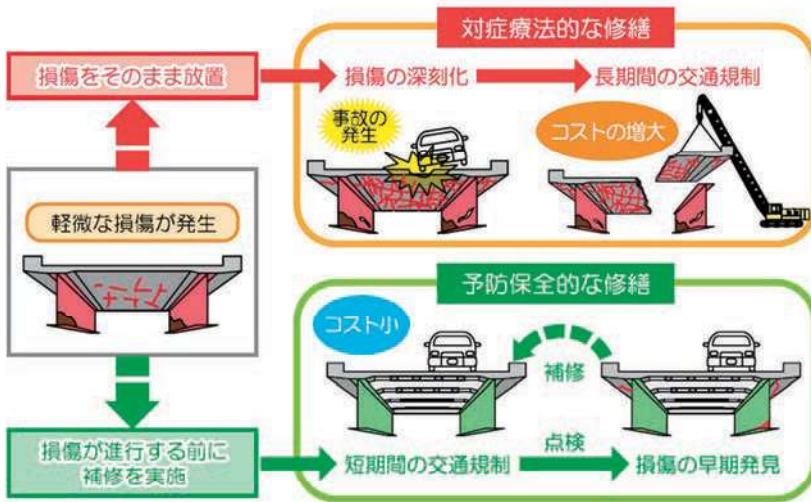 対症療法的な修繕
損傷をそのまま放置
損傷の深刻化
長期間の交通規制
事故の
発生
コストの増大
軽微な損傷が発生
予防保全的な修繕
コスト小
補修
損傷が進行する前に
補修を実施
短期間の交通規制
点検
損傷の早期発見